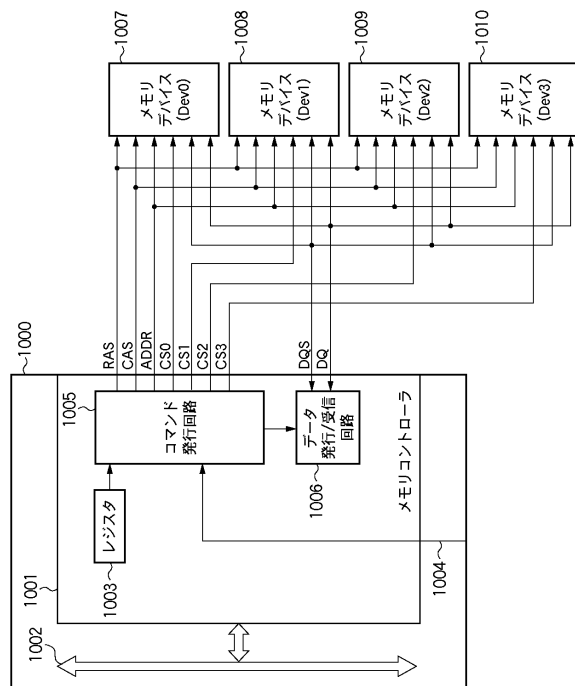 1000
1001
1002
レジスタ
1003
1004
1005
コマンド
発行回路
データ
発行/受信
回路
1006
メモリコントローラ
RAS
CAS
ADDR
CS0
CS1
CS2
CS3
DQS
DQ
1007
メモリ
デバイス
(Dev0)
1008
メモリ
デバイス
(Dev1)
1009
メモリ
デバイス
(Dev2)
1010
メモリ
デバイス
(Dev3)